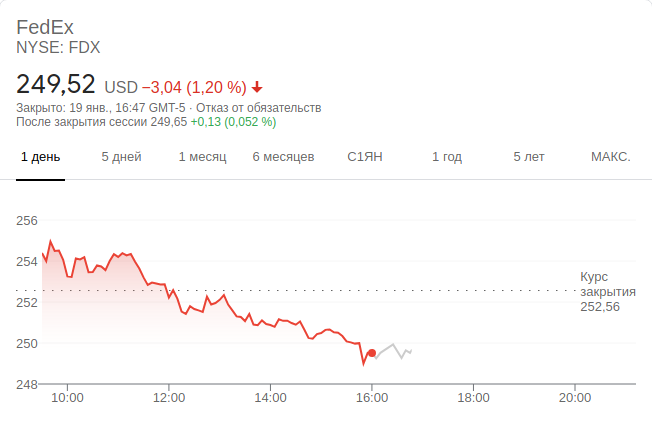 FedEx
NYSE: FDX
249,52 USD −3,04 (1,20 %)
Закрыто: 19 янв., 16:47 GMT-5 · Отказ от обязательств
После закрытия сессии 249,65 +0,13 (0,052 %)
1 день 5 дней 1 месяц 6 месяцев С1ЯН 1 год 5 лет МАКС.
256
254
Курс
закрытия
252,56
252
250
248
10:00 12:00 14:00 16:00 18:00 20:00